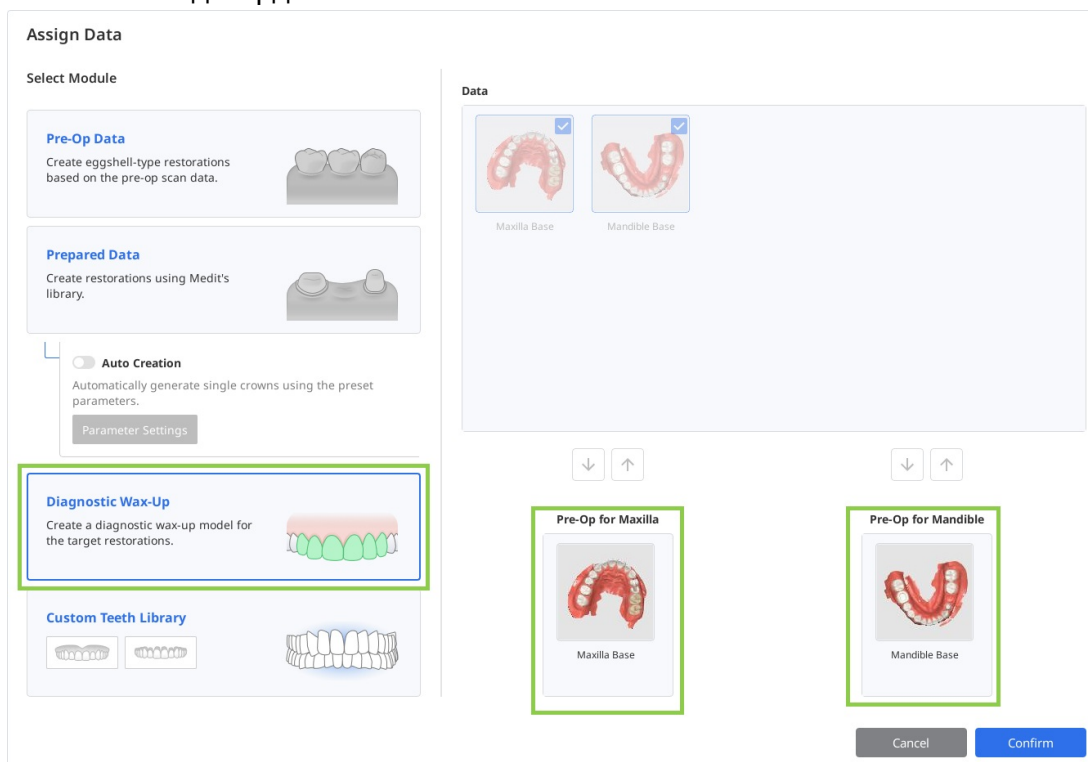 Assign Data
Select Module
Pre-Op Data
Create eggshell-type restorations
based on the pre-op scan data.
Prepared Data
Create restorations using Medit's
library.
Auto Creation
Automatically generate single crowns using the preset
parameters.
Parameter Settings
Diagnostic Wax-Up
Create a diagnostic wax-up model for
the target restorations.
Custom Teeth Library
Data
Maxilla Base
Mandible Base
Pre-Op for Maxilla
Maxilla Base
Pre-Op for Mandible
Mandible Base
Cancel
Confirm